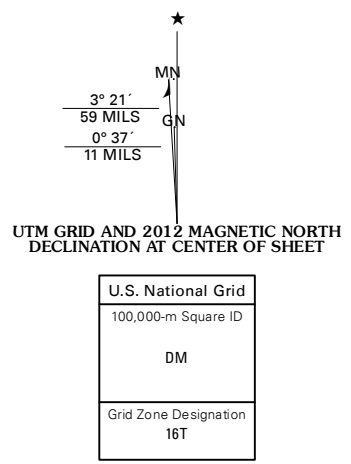 ★
MN
3° 21´
59 MILS
GN
0° 37´
11 MILS
UTM GRID AND 2012 MAGNETIC NORTH
DECLINATION AT CENTER OF SHEET
U.S. National Grid
100,000-m Square ID
DM
Grid Zone Designation
16T